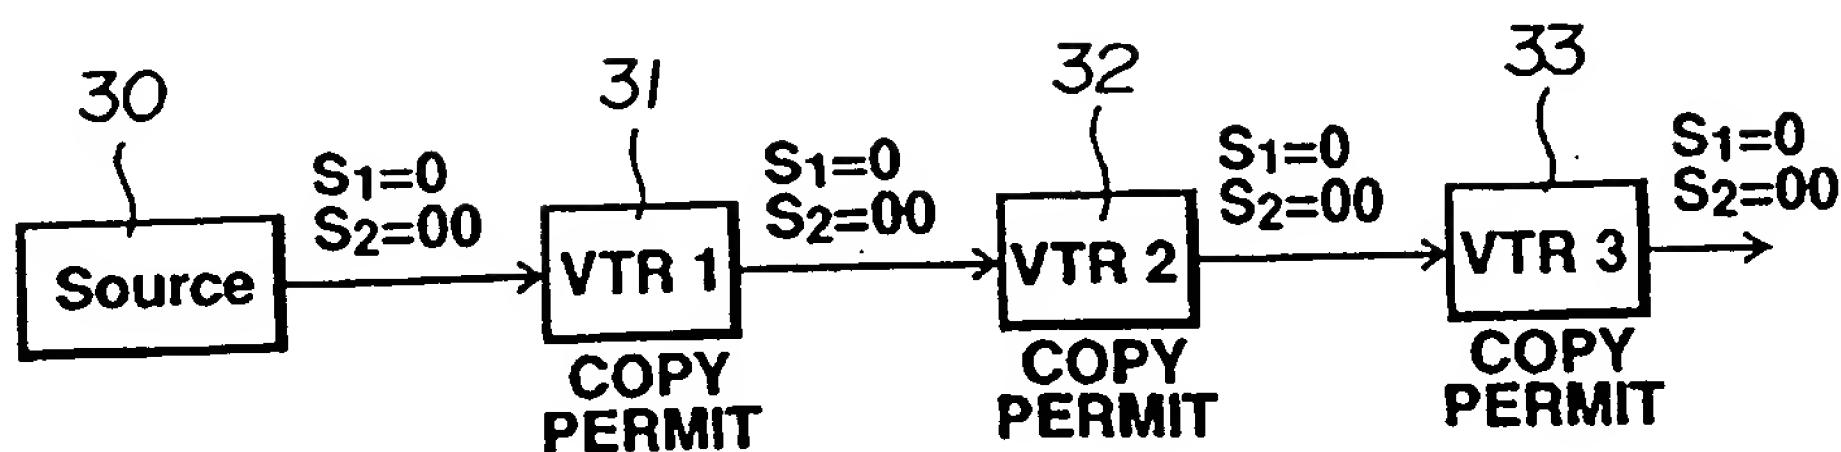 30
31
32
33
S1=0
S2=00
S1=0
S2=00
S1=0
S2=00
S1=0
S2=00
Source
VTR 1
VTR 2
VTR 3
COPY
PERMIT
COPY
PERMIT
COPY
PERMIT